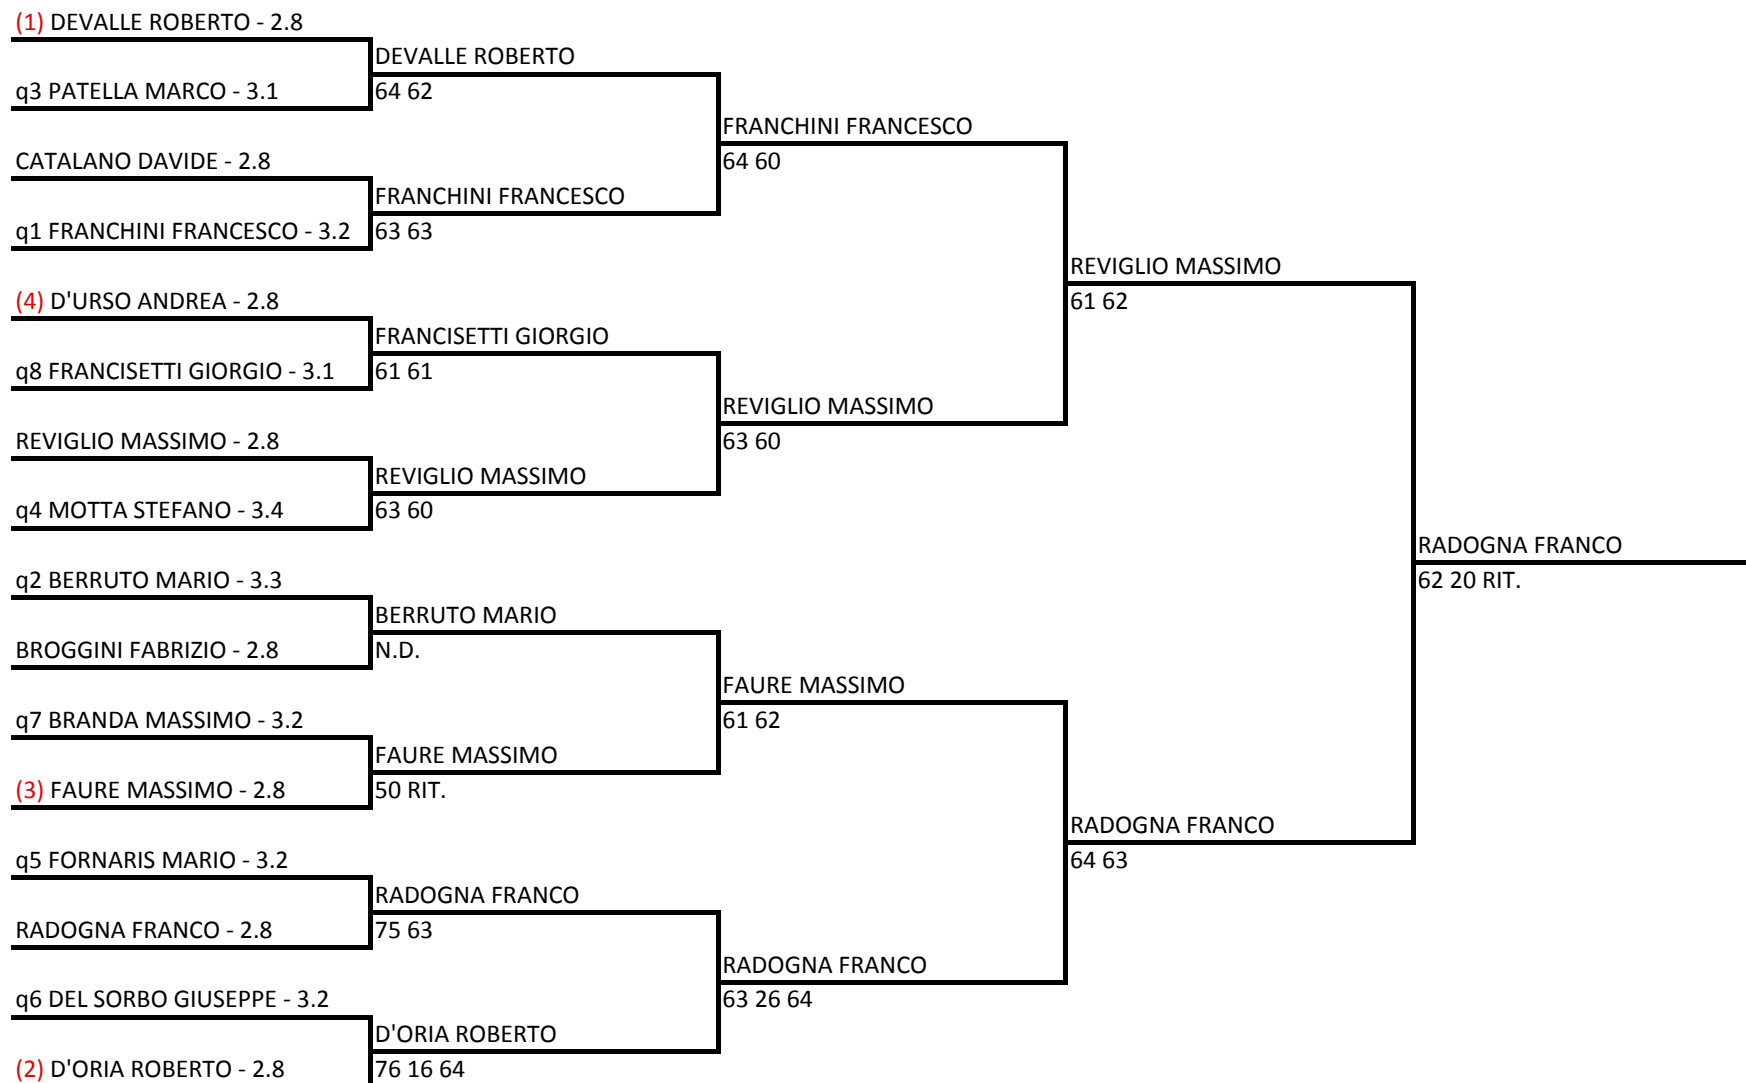 (1) DEVALLE ROBERTO - 2.8
DEVALLE ROBERTO
q3 PATELLA MARCO - 3.1
64 62
FRANCHINI FRANCESCO
CATALANO DAVIDE - 2.8
64 60
FRANCHINI FRANCESCO
q1 FRANCHINI FRANCESCO - 3.2
63 63
REVIGLIO MASSIMO
(4) D'URSO ANDREA - 2.8
61 62
FRANCISETTI GIORGIO
q8 FRANCISETTI GIORGIO - 3.1
61 61
REVIGLIO MASSIMO
REVIGLIO MASSIMO - 2.8
63 60
REVIGLIO MASSIMO
q4 MOTTA STEFANO - 3.4
63 60
RADOGNA FRANCO
q2 BERRUTO MARIO - 3.3
62 20 RIT.
BERRUTO MARIO
BROGGINI FABRIZIO - 2.8
N.D.
FAURE MASSIMO
q7 BRANDA MASSIMO - 3.2
61 62
FAURE MASSIMO
(3) FAURE MASSIMO - 2.8
50 RIT.
RADOGNA FRANCO
q5 FORNARIS MARIO - 3.2
64 63
RADOGNA FRANCO
RADOGNA FRANCO - 2.8
75 63
RADOGNA FRANCO
q6 DEL SORBO GIUSEPPE - 3.2
63 26 64
D'ORIA ROBERTO
(2) D'ORIA ROBERTO - 2.8
76 16 64